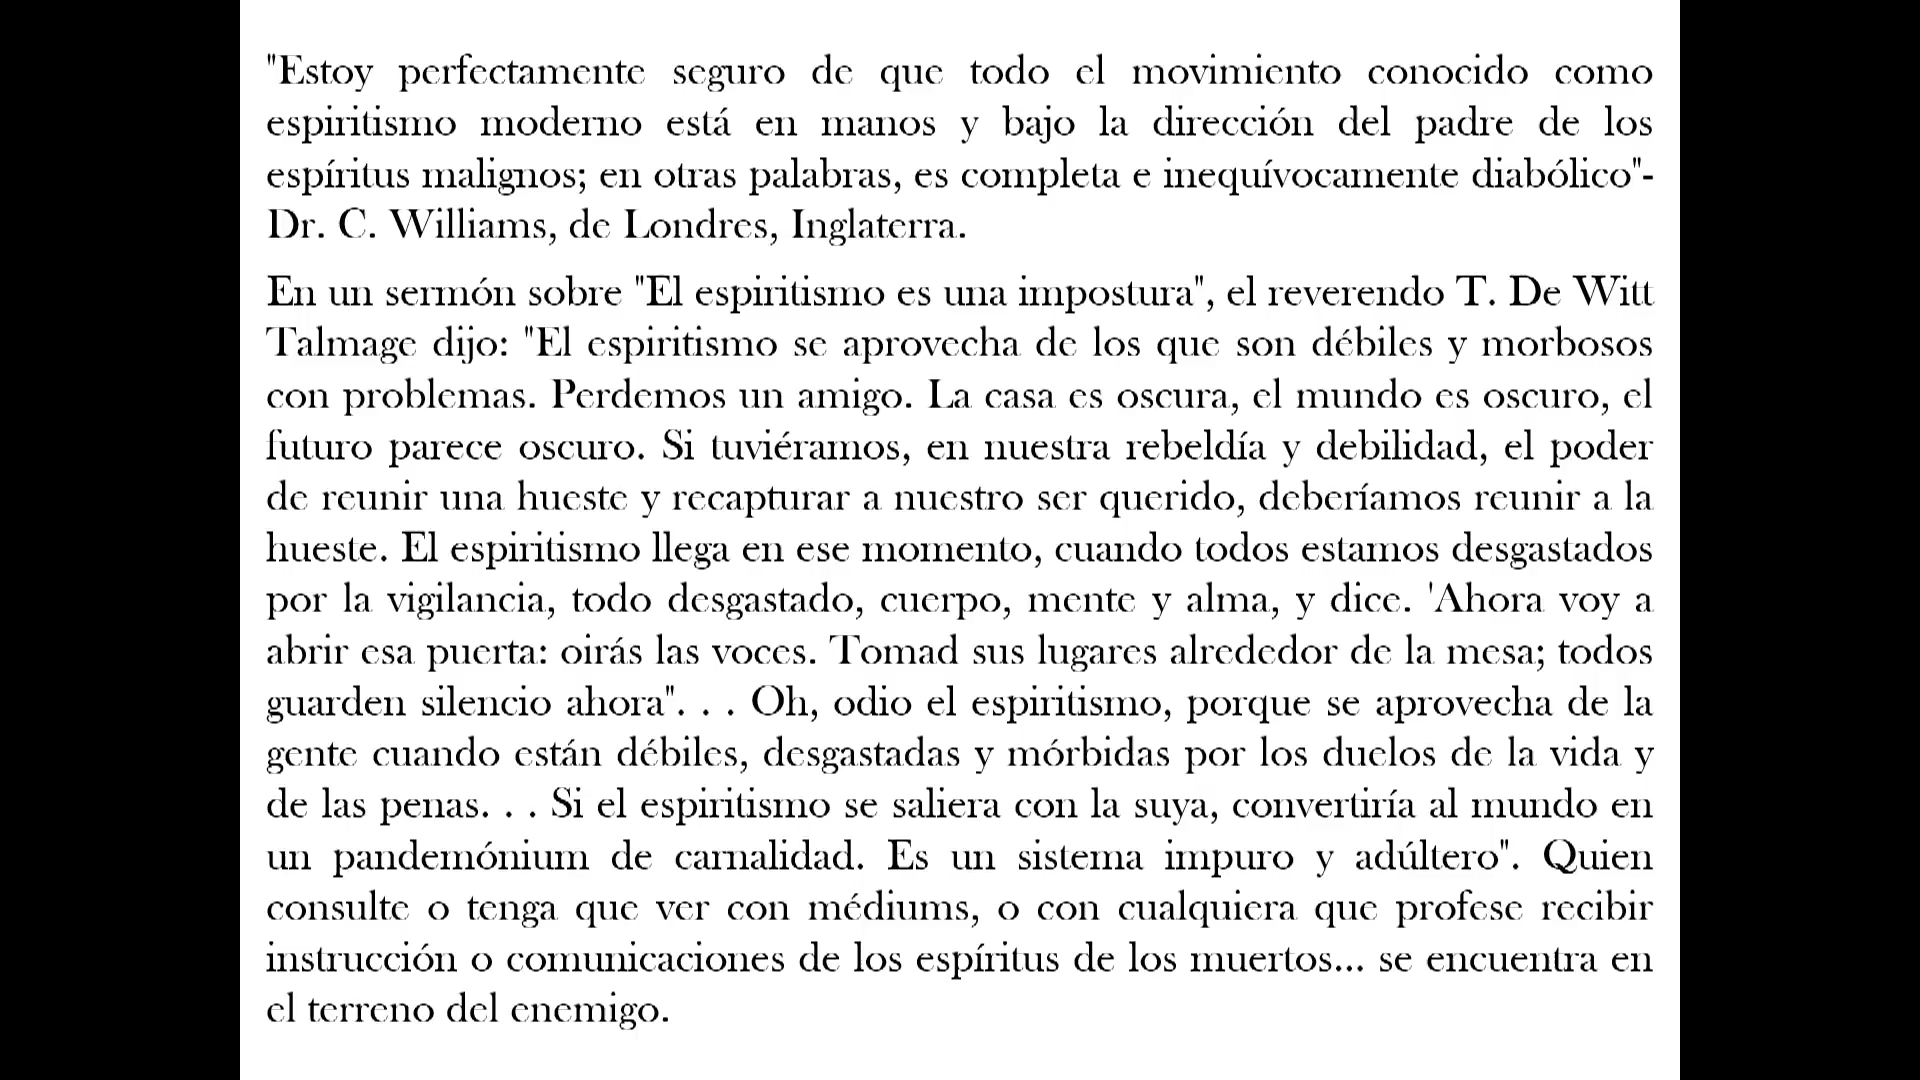 "Estoy perfectamente seguro de que todo el movimiento conocido como
espiritismo moderno está en manos y bajo la dirección del padre de los
espíritus malignos; en otras palabras, es completa e inequívocamente diabólico"-
Dr. C. Williams, de Londres, Inglaterra.
En un sermón sobre "El espiritismo es una impostura", el reverendo T. De Witt
Talmage dijo: "El espiritismo se aprovecha de los que son débiles y morbosos
con problemas. Perdemos un amigo. La casa es oscura, el mundo es oscuro, el
futuro parece oscuro. Si tuviéramos, en nuestra rebeldía y debilidad, el poder
de reunir una hueste y recapturar a nuestro ser querido, deberíamos reunir a la
hueste. El espiritismo llega en ese momento, cuando todos estamos desgastados
por la vigilancia, todo desgastado, cuerpo, mente y alma, y dice. 'Ahora voy a
abrir esa puerta: oirás las voces. Tomad sus lugares alrededor de la mesa; todos
guarden silencio ahora". . . Oh, odio el espiritismo, porque se aprovecha de la
gente cuando están débiles, desgastadas y mórbidas por los duelos de la vida y
de las penas. . . Si el espiritismo se saliera con la suya, convertiría al mundo en
un pandemónium de carnalidad. Es un sistema impuro y adúltero". Quien
consulte o tenga que ver con médiums, o con cualquiera que profese recibir
instrucción o comunicaciones de los espíritus de los muertos... se encuentra en
el terreno del enemigo.